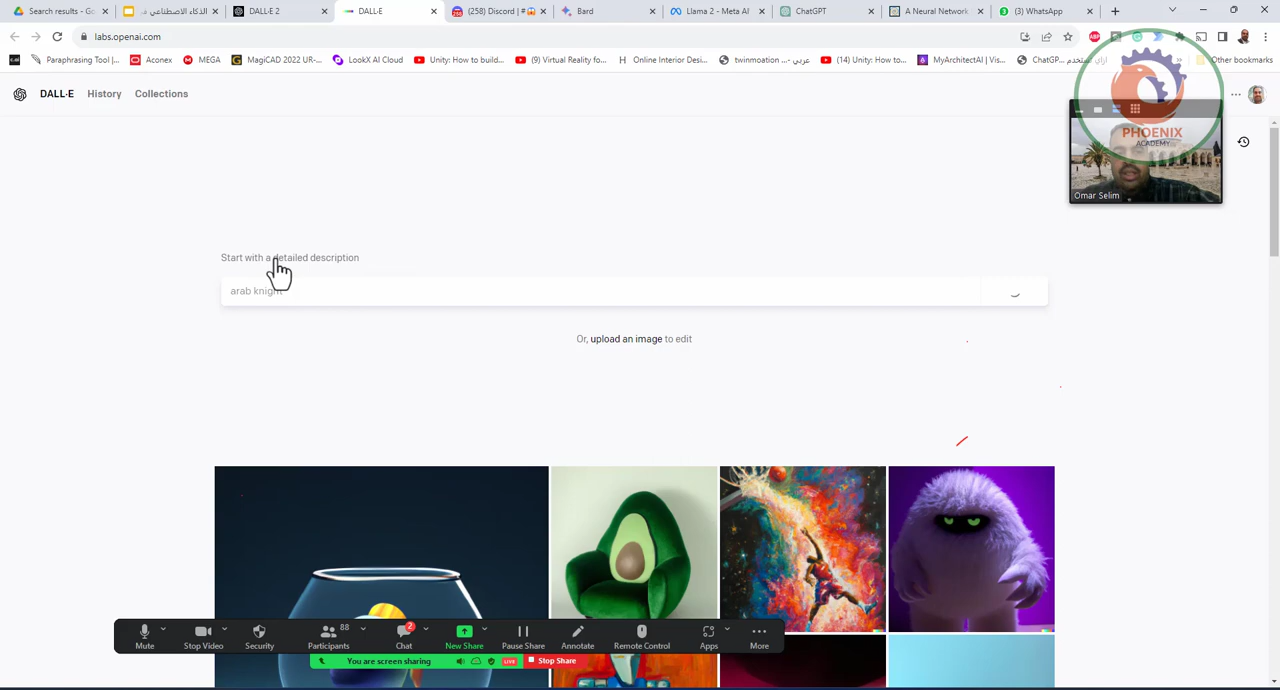 Search results - Go
الذكاء الاصطناعي
DALL·E 2
DALL·E
(258) Discord | #
Bard
Llama 2 - Meta AI
ChatGPT
A Neural Network
(3) WhatsApp
labs.openai.com
Paraphrasing Tool |...
Aconex
MEGA
MagiCAD 2022 UR-...
LookX AI Cloud
Unity: How to build...
(9) Virtual Reality fo...
Online Interior Desi...
twinmoation -... عربي
(14) Unity: How to...
MyArchitectAI | Vis...
Other bookmarks
DALL·E
History
Collections
PHOENIX
ACADEMY
Omar Selim
Start with a detailed description
arab knight
Or, upload an image to edit
88
2
Mute
Stop Video
Security
Participants
Chat
New Share
Pause Share
Annotate
Remote Control
Apps
More
You are screen sharing
LIVE
Stop Share